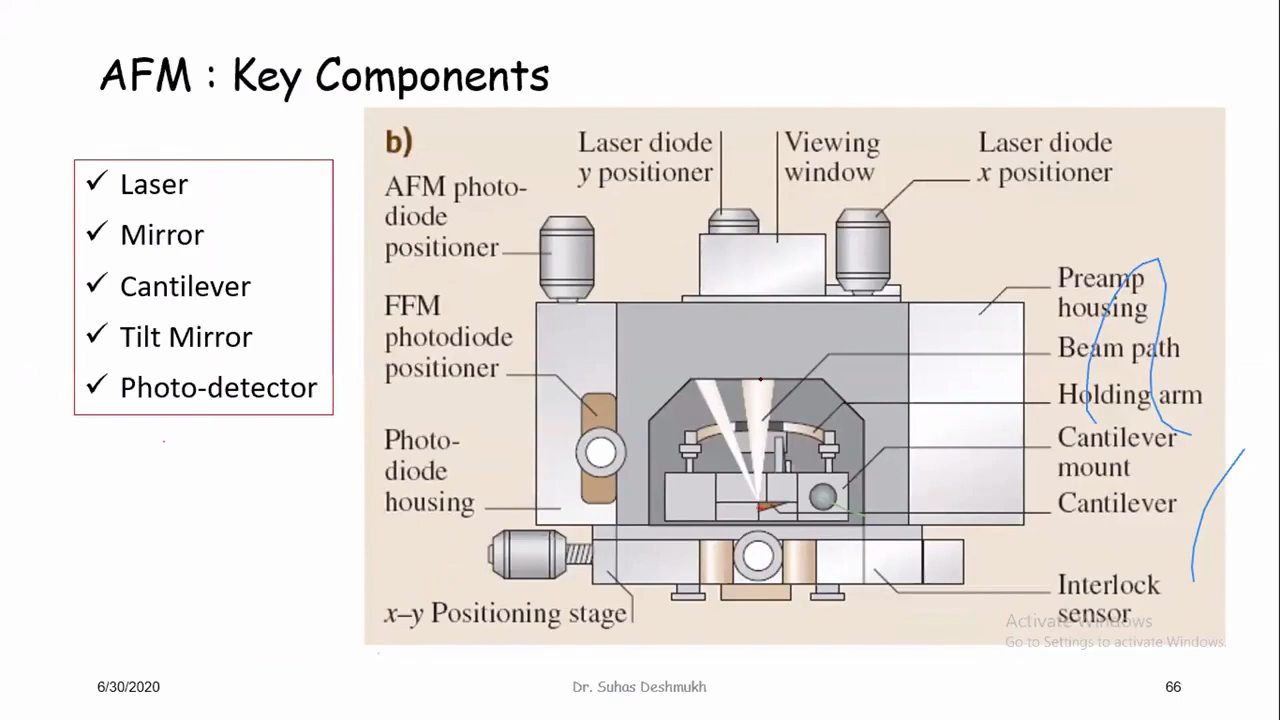 AFM : Key Components
✓ Laser
✓ Mirror
✓ Cantilever
✓ Tilt Mirror
✓ Photo-detector
b)
Laser diode
y positioner
Viewing
window
Laser diode
x positioner
AFM photo-
diode
positioner
FFM
photodiode
positioner
Photo-
diode
housing
x–y Positioning stage
Preamp
housing
Beam path
Holding arm
Cantilever
mount
Cantilever
Interlock
sensor
Activate Windows
Go to Settings to activate Windows.
6/30/2020
Dr. Suhas Deshmukh
66